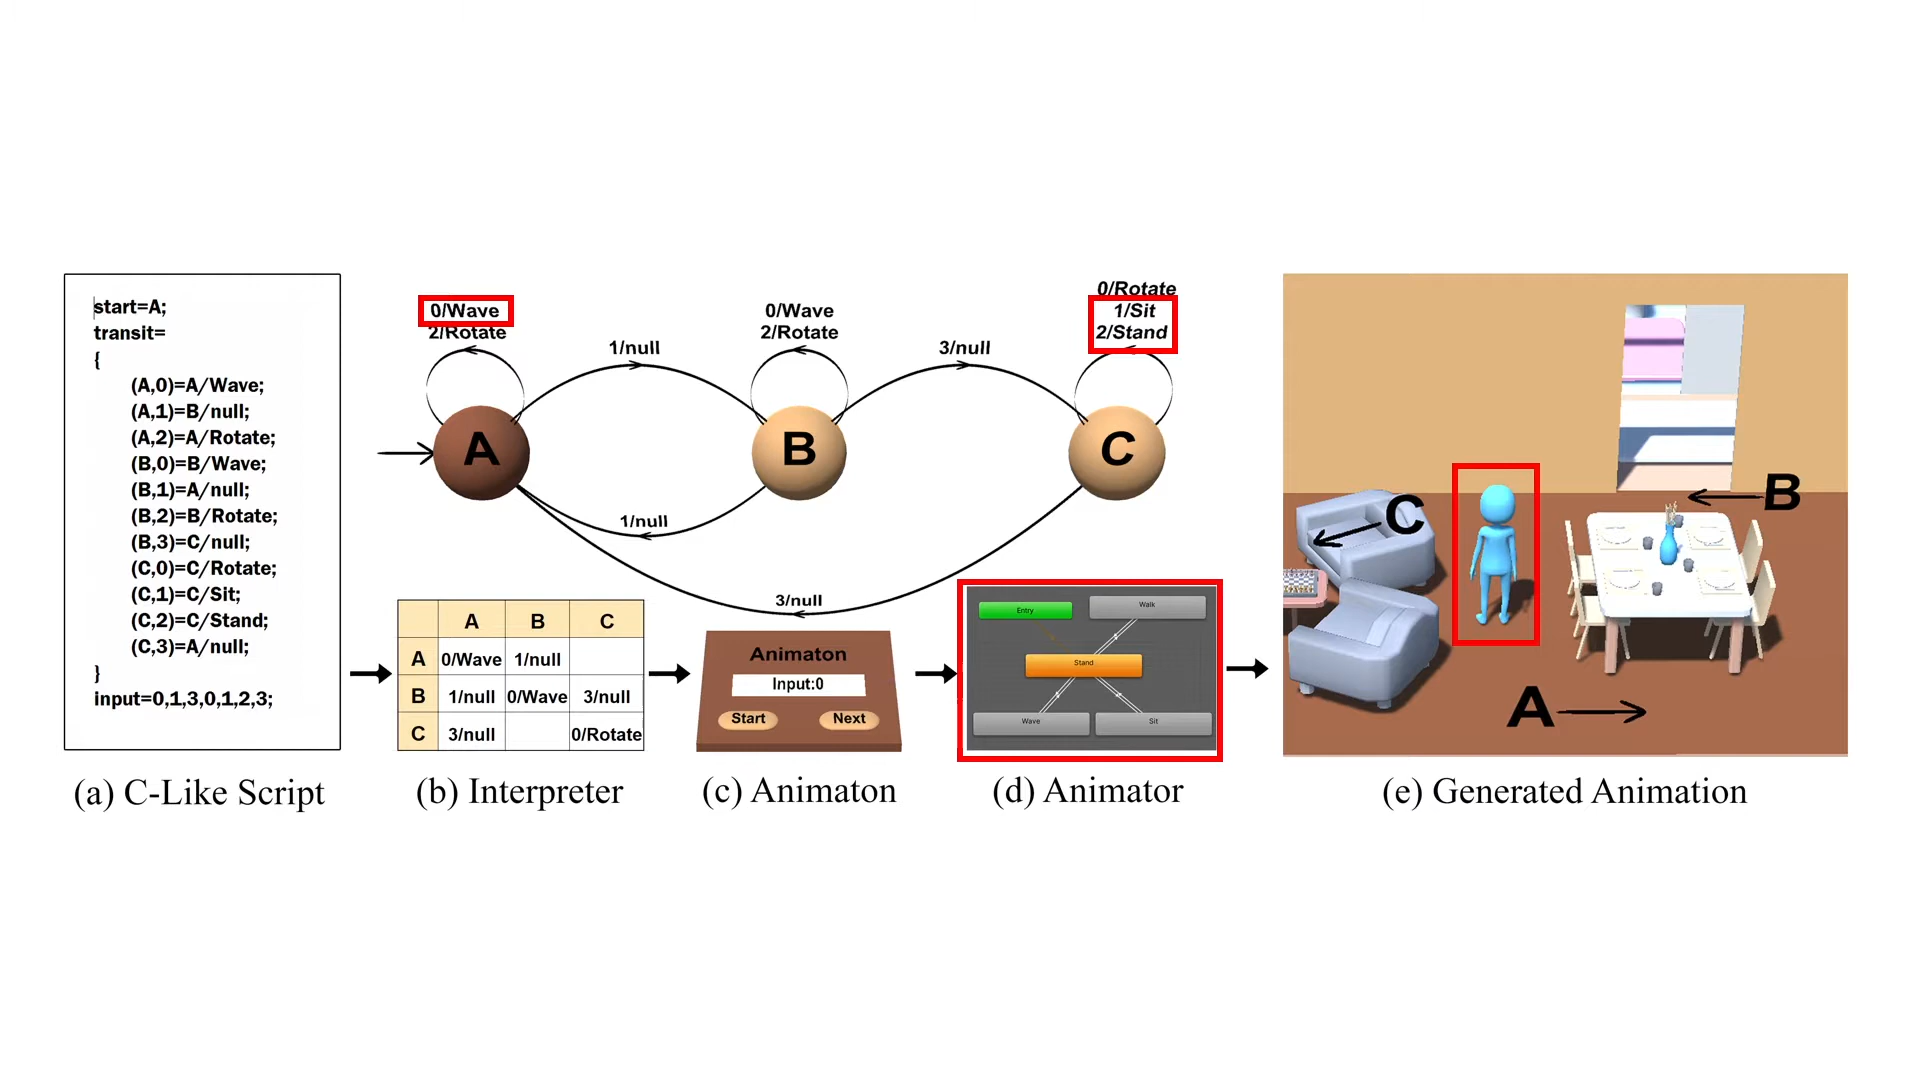 start=A;
transit=
{
(A,0)=A/Wave;
(A,1)=B/null;
(A,2)=A/Rotate;
(B,0)=B/Wave;
(B,1)=A/null;
(B,2)=B/Rotate;
(B,3)=C/null;
(C,0)=C/Rotate;
(C,1)=C/Sit;
(C,2)=C/Stand;
(C,3)=A/null;
}
input=0,1,3,0,1,2,3;
(a) C-Like Script
0/Wave
2/Rotate
1/null
0/Wave
2/Rotate
3/null
0/Rotate
1/Sit
2/Stand
A
B
C
1/null
3/null
A B C
A 0/Wave 1/null
B 1/null 0/Wave 3/null
C 3/null 0/Rotate
(b) Interpreter
Animaton
Input:0
Start Next
(c) Animaton
Entry
Walk
Stand
Wave
Sit
(d) Animator
C
B
A
(e) Generated Animation